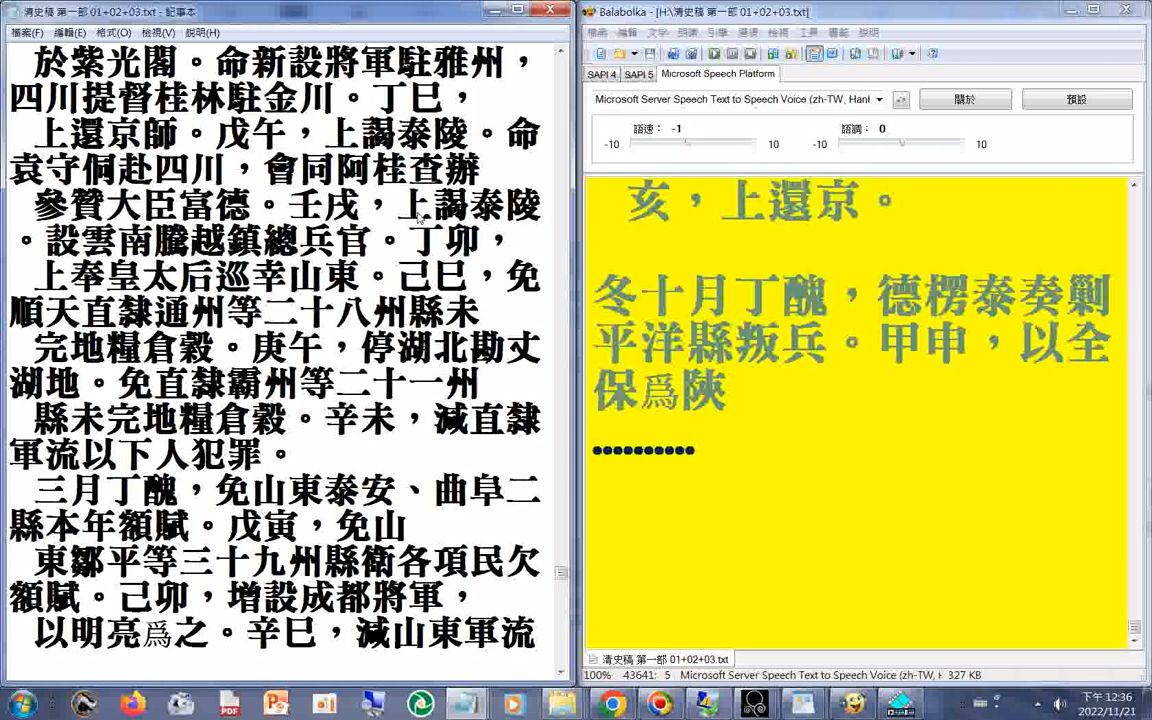 清史稿 第一部 01+02+03.txt - 記事本
檔案(F) 編輯(E) 格式(O) 檢視(V) 說明(H)
於紫光閣。命新設將軍駐雅州，
四川提督桂林駐金川。丁巳，
上還京師。戊午，上謁泰陵。命
袁守侗赴四川，會同阿桂查辦
參贊大臣富德。壬戌，上謁泰陵
。設雲南騰越鎮總兵官。丁卯，
上奉皇太后巡幸山東。己巳，免
順天直隸通州等二十八州縣未
完地糧倉穀。庚午，停湖北勘丈
湖地。免直隸霸州等二十一州
縣未完地糧倉穀。辛未，減直隸
軍流以下人犯罪。
三月丁醜，免山東泰安、曲阜二
縣本年額賦。戊寅，免山
東鄒平等三十九州縣衛各項民欠
額賦。己卯，增設成都將軍，
以明亮爲之。辛巳，減山東軍流
Balabolka - [H:\清史稿 第一部 01+02+03.txt]
SAPI 4 SAPI 5 Microsoft Speech Platform
Microsoft Server Speech Text to Speech Voice (zh-TW, Hanl
關於 預設
語速： -1 語調： 0
-10 10 -10 10
亥，上還京。
冬十月丁醜，德楞泰奏剿
平洋縣叛兵。甲申，以全
保爲陝
●●●●●●●●●●
清史稿 第一部 01+02+03.txt
100% 43641: 5 Microsoft Server Speech Text to Speech Voice (zh-TW, H 327 KB
下午 12:36
2022/11/21